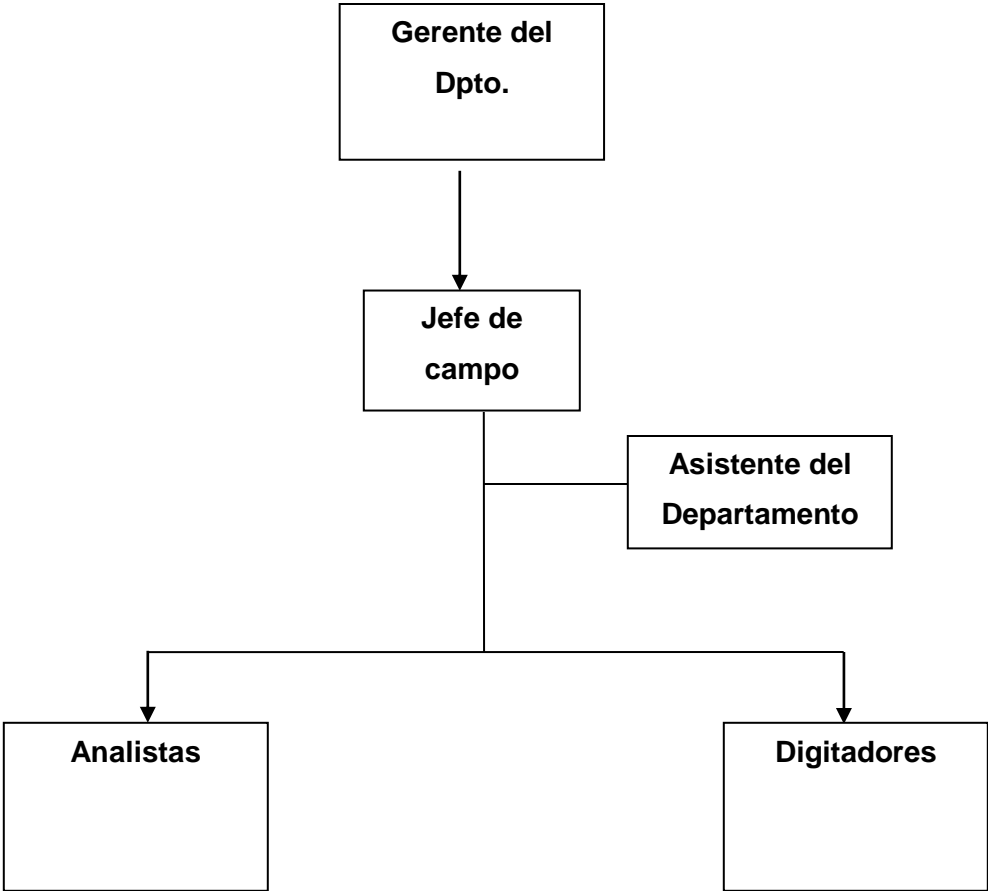 Gerente del
Dpto.
Jefe de
campo
Asistente del
Departamento
Analistas
Digitadores